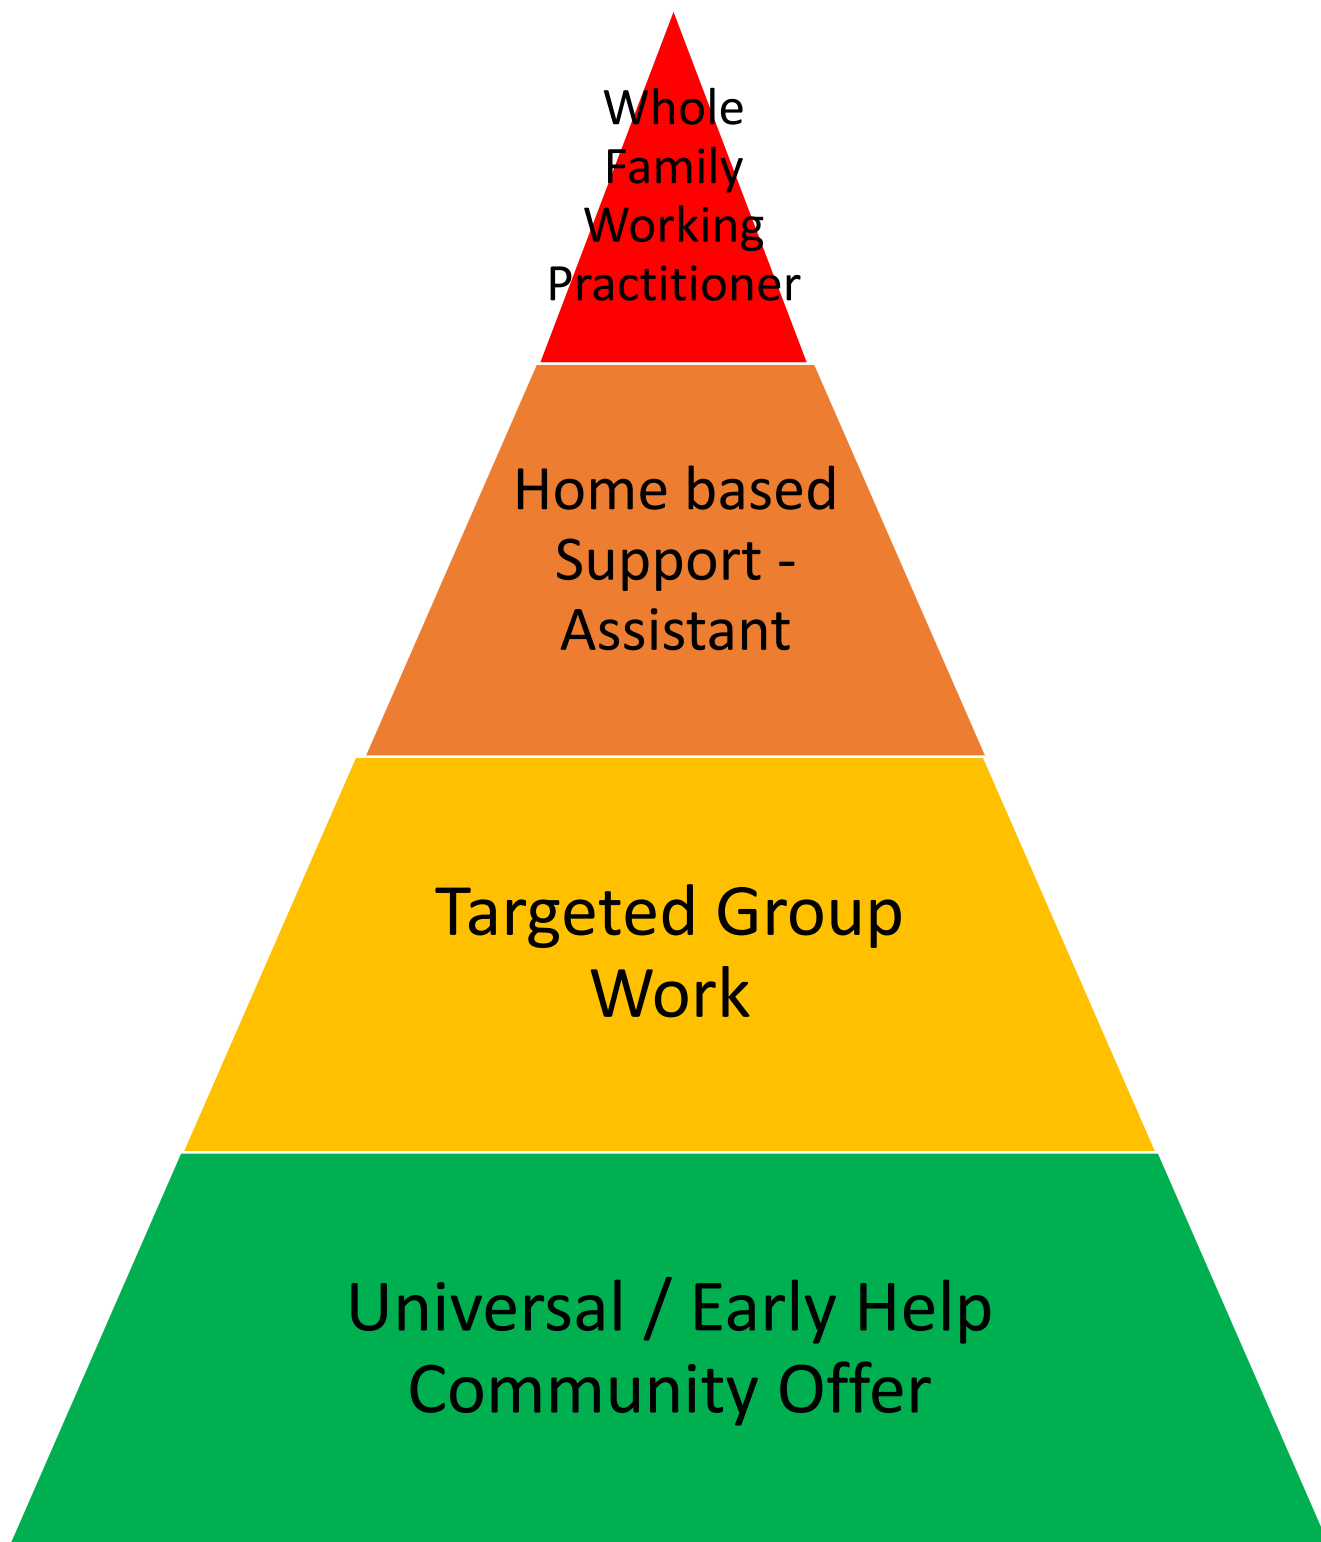 Whole
Family
Working
Practitioner
Home based
Support -
Assistant
Targeted Group
Work
Universal / Early Help
Community Offer